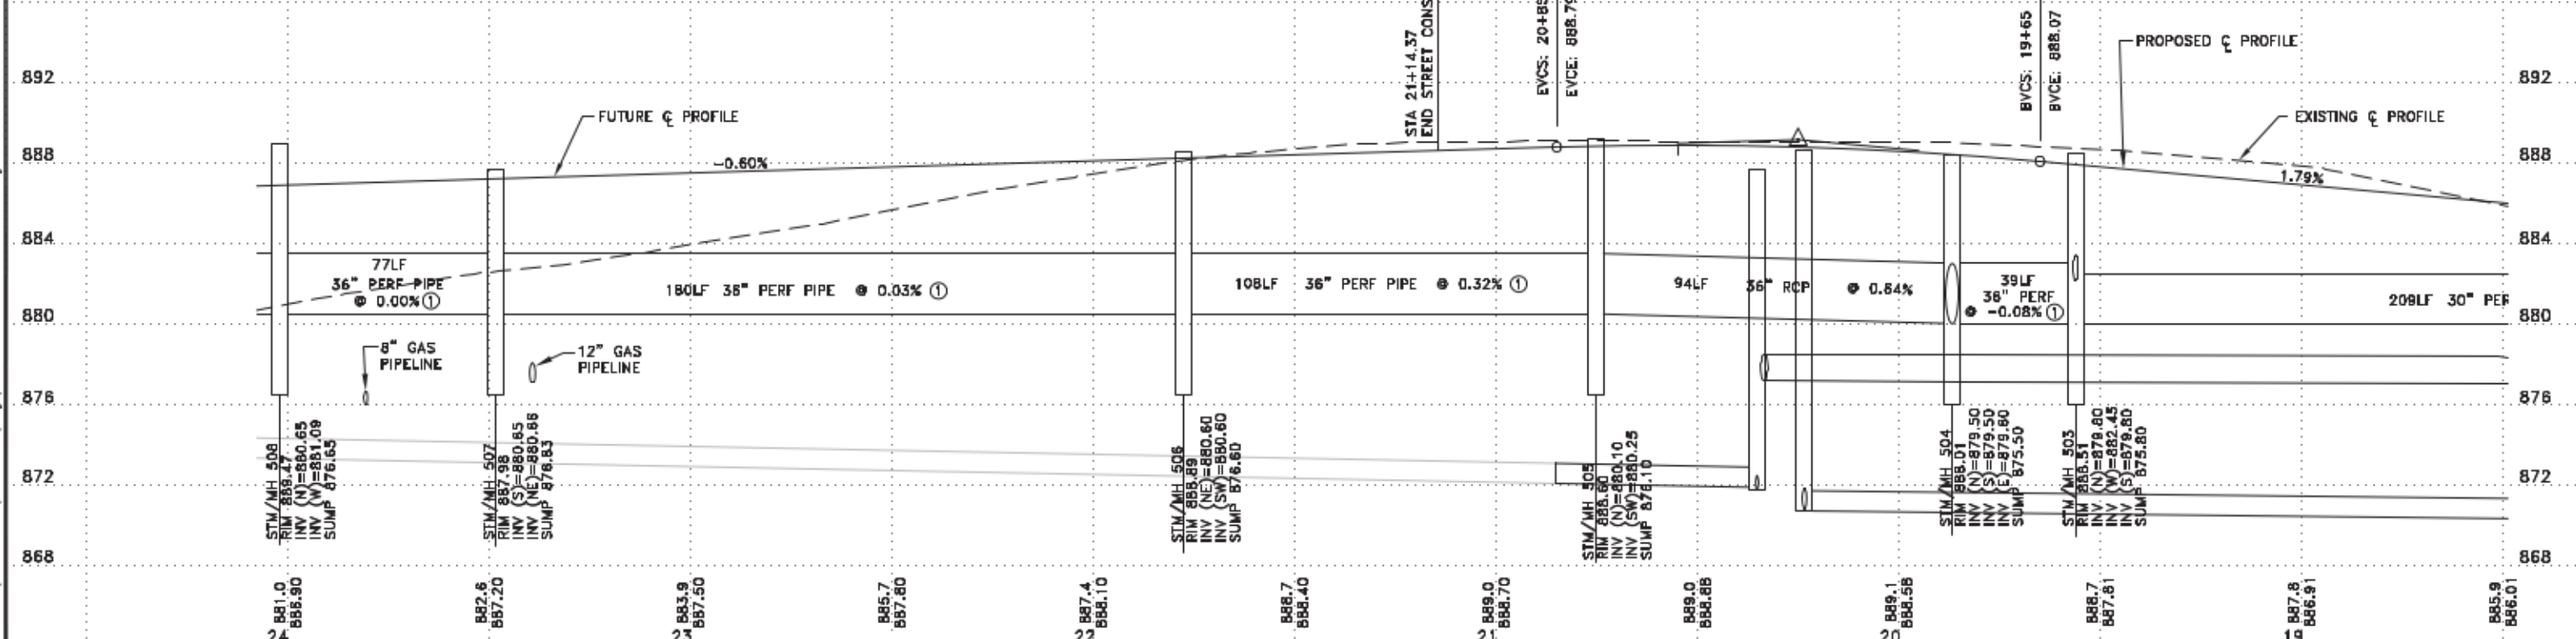 STA 21+14.37
END STREET CONS
EVCS: 20+85
EVCE: 888.79
BVCS: 19+65
BVCE: 888.07
PROPOSED ℄ PROFILE
892
892
FUTURE ℄ PROFILE
EXISTING ℄ PROFILE
888
-0.60%
888
1.79%
884
884
77LF
36" PERF PIPE
@ 0.00% ①
180LF 36" PERF PIPE @ 0.03% ①
108LF 36" PERF PIPE @ 0.32% ①
94LF 36" RCP @ 0.64%
39LF
36" PERF
@ -0.08% ①
209LF 30" PER
880
880
8" GAS
PIPELINE
12" GAS
PIPELINE
876
876
STM/MH 508
RIM 889.47
INV (N)=880.65
INV (W)=881.09
SUMP 876.65
STM/MH 507
RIM 887.98
INV (S)=880.65
INV (NE)=880.66
SUMP 876.63
STM/MH 506
RIM 888.89
INV (NE)=880.60
INV (SW)=880.60
SUMP 876.60
STM/MH 505
RIM 888.60
INV (N)=880.10
INV (SW)=880.25
SUMP 876.10
STM/MH 504
RIM 888.01
INV (N)=879.50
INV (S)=879.50
INV (E)=879.60
SUMP 875.50
STM/MH 503
RIM 888.51
INV (N)=879.80
INV (W)=882.45
INV (S)=879.80
SUMP 875.80
872
872
868
868
881.0
886.90
882.6
887.20
883.9
887.50
885.7
887.80
887.4
888.10
888.7
888.40
889.0
888.70
889.0
888.88
889.1
888.58
888.7
887.81
887.8
886.91
885.9
886.01
24
23
22
21
20
19